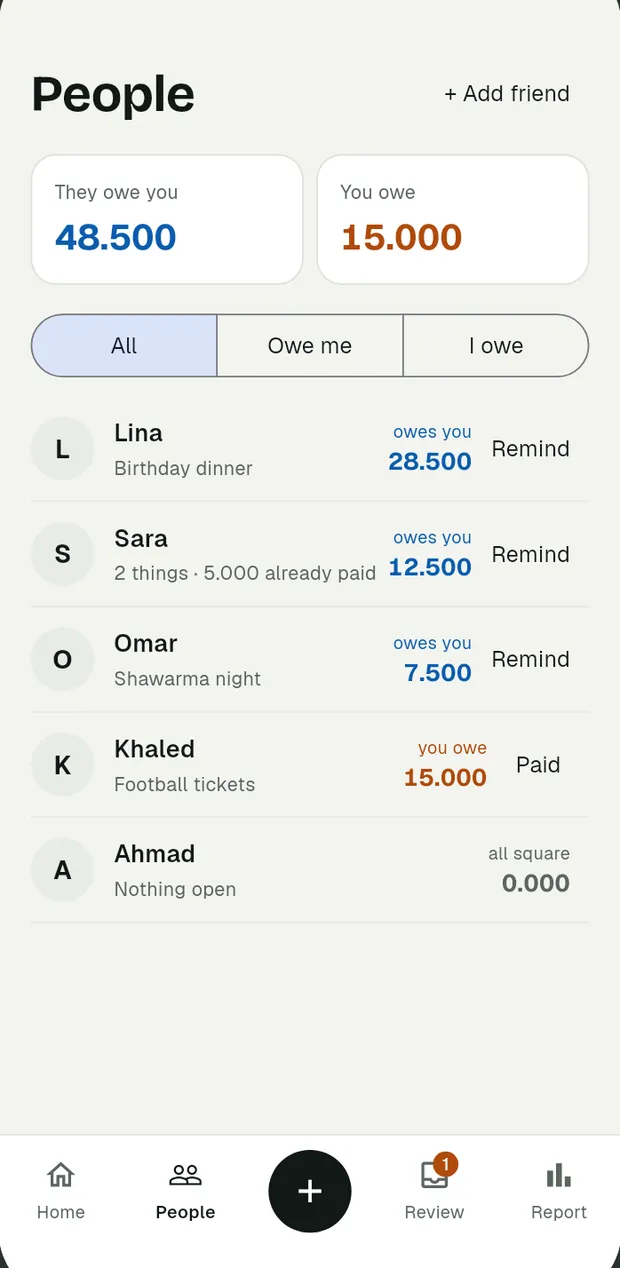 People
+ Add friend
They owe you
48.500
You owe
15.000
All
Owe me
I owe
L
Lina
Birthday dinner
owes you
28.500
Remind
S
Sara
2 things · 5.000 already paid
owes you
12.500
Remind
O
Omar
Shawarma night
owes you
7.500
Remind
K
Khaled
Football tickets
you owe
15.000
Paid
A
Ahmad
Nothing open
all square
0.000
Home
People
+
1
Review
Report